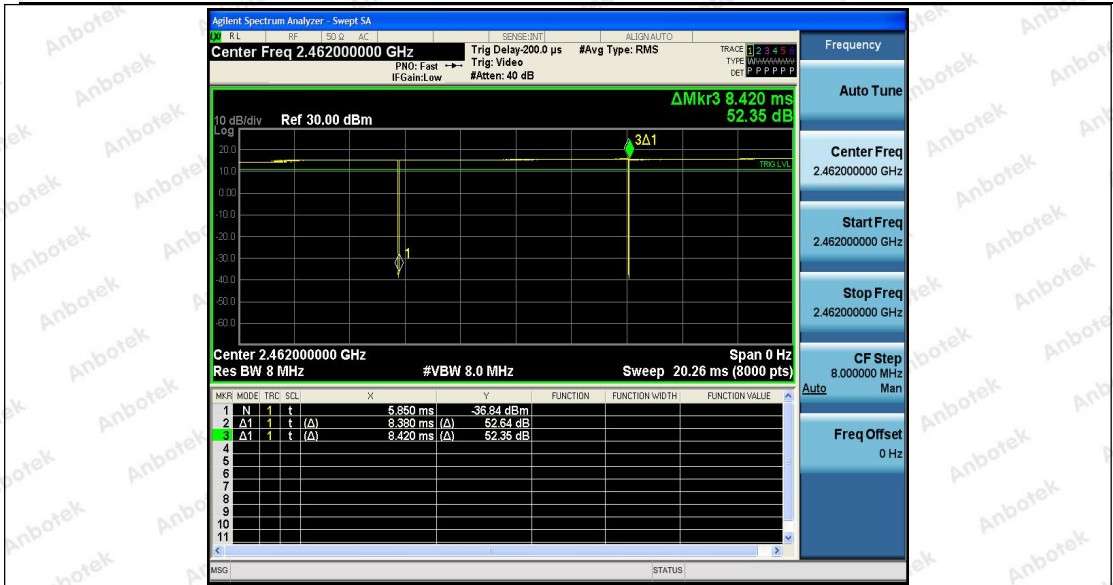 Agilent Spectrum Analyzer - Swept SA
LXI RL RF 50 Ω AC SENSE:INT ALIGN AUTO
Center Freq 2.462000000 GHz
PNO: Fast
IFGain:Low
Trig Delay-200.0 µs
Trig: Video
#Atten: 40 dB
#Avg Type: RMS
TRACE 1 2 3 4 5 6
TYPE WWWWWW
DET P P P P P P
ΔMkr3 8.420 ms
52.35 dB
10 dB/div Ref 30.00 dBm
Log
20.0
10.0
0.00
-10.0
-20.0
-30.0
-40.0
-50.0
-60.0
3Δ1
TRIG LVL
1
Center 2.462000000 GHz Span 0 Hz
Res BW 8 MHz #VBW 8.0 MHz Sweep 20.26 ms (8000 pts)
MKR MODE TRC SCL X Y FUNCTION FUNCTION WIDTH FUNCTION VALUE
1 N 1 t 5.850 ms -36.84 dBm
2 Δ1 1 t (Δ) 8.380 ms (Δ) 52.64 dB
3 Δ1 1 t (Δ) 8.420 ms (Δ) 52.35 dB
4
5
6
7
8
9
10
11
MSG STATUS
Frequency
Auto Tune
Center Freq
2.462000000 GHz
Start Freq
2.462000000 GHz
Stop Freq
2.462000000 GHz
CF Step
8.000000 MHz
Auto Man
Freq Offset
0 Hz
Anbotek